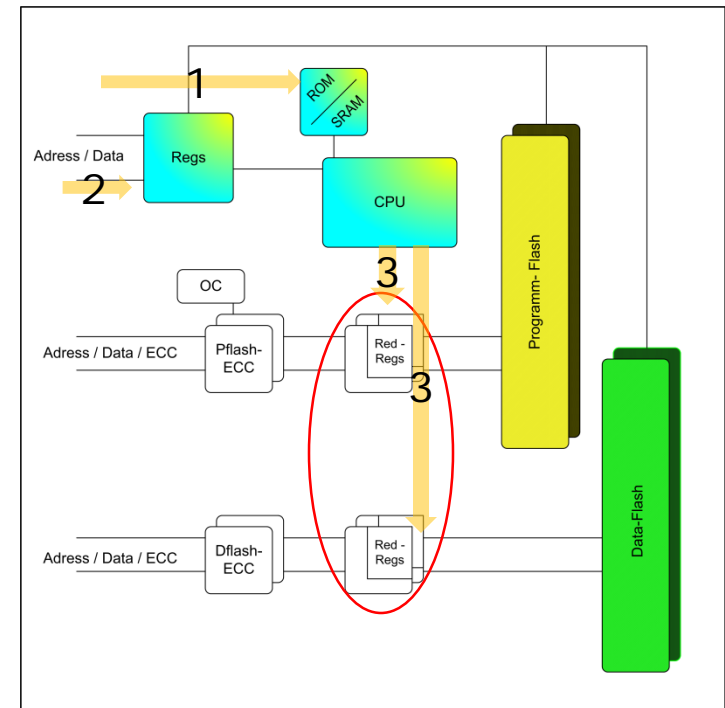 1
ROM
SRAM
Adress / Data
Regs
2
CPU
3
OC
Adress / Data / ECC
Pflash-
ECC
Red -
Regs
3
Programm- Flash
Adress / Data / ECC
Dflash-
ECC
Red -
Regs
Data-Flash